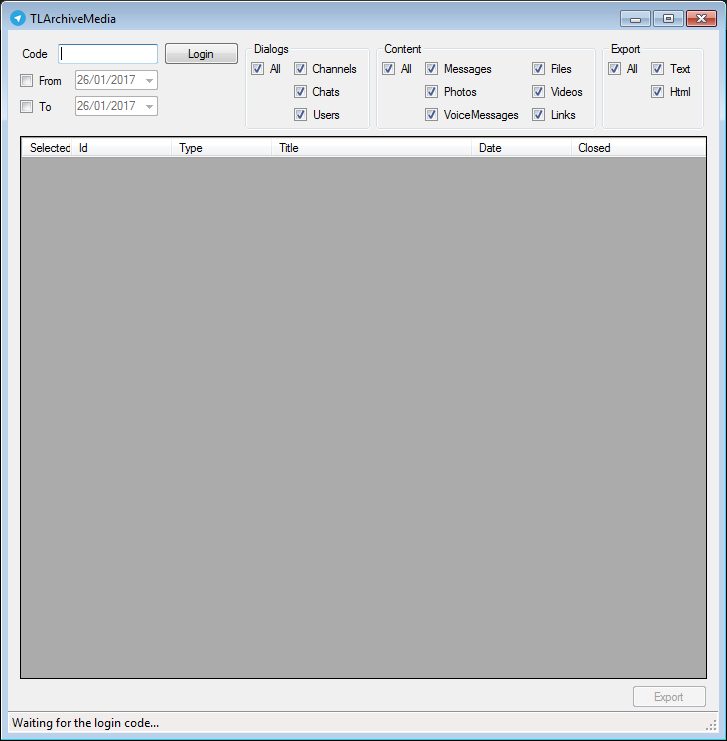 TLArchiveMedia
Code Login
From 26/01/2017
To 26/01/2017
Dialogs
All Channels
Chats
Users
Content
All Messages Files
Photos Videos
VoiceMessages Links
Export
All Text
Html
Selected Id Type Title Date Closed
Export
Waiting for the login code...